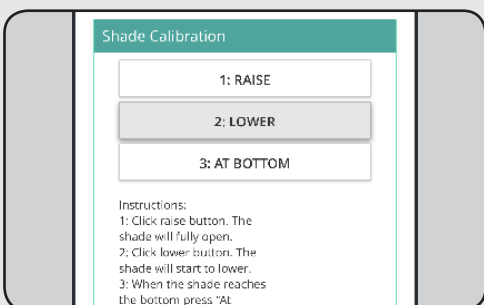 Shade Calibration
1: RAISE
2: LOWER
3: AT BOTTOM
Instructions:
1: Click raise button. The
shade will fully open.
2: Click lower button. The
shade will start to lower.
3: When the shade reaches
the bottom press "At